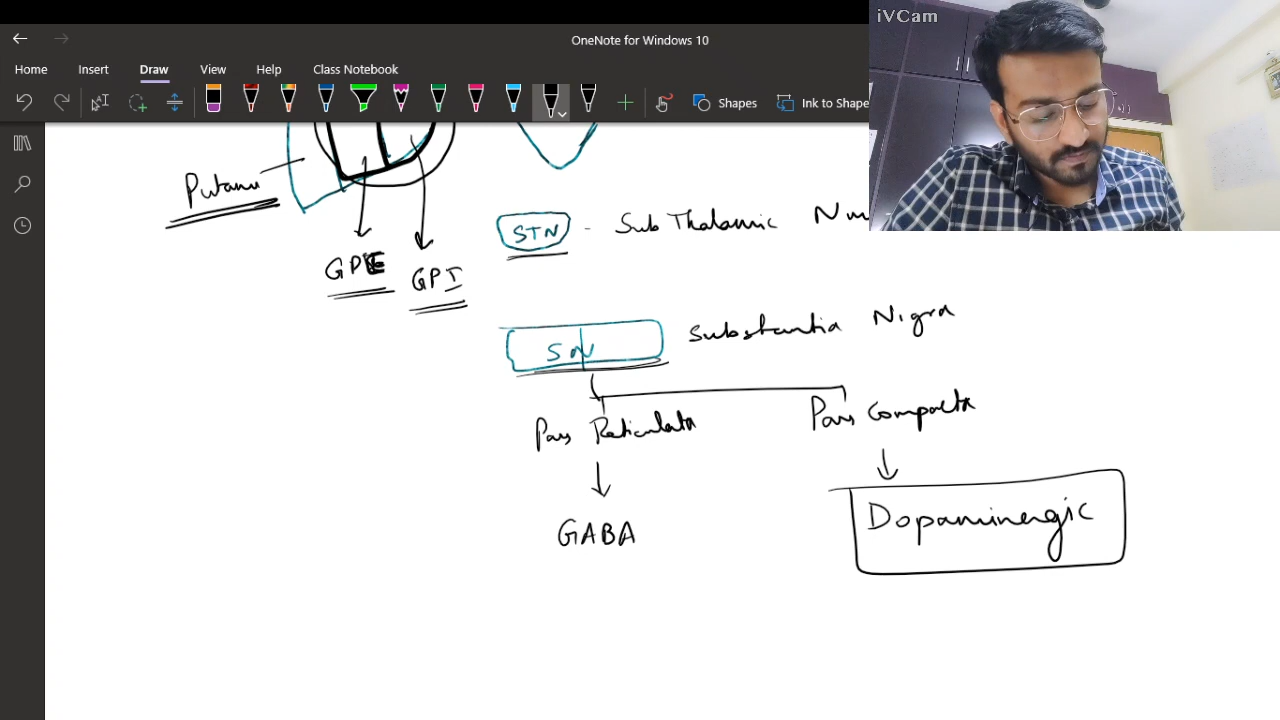 iVCam
OneNote for Windows 10
Home Insert Draw View Help Class Notebook
Shapes Ink to Shape
Putamen
GPE
GPI
STN - Sub Thalamic Nu
SN Substantia Nigra
Pars Reticulata Pars Compacta
GABA Dopaminergic